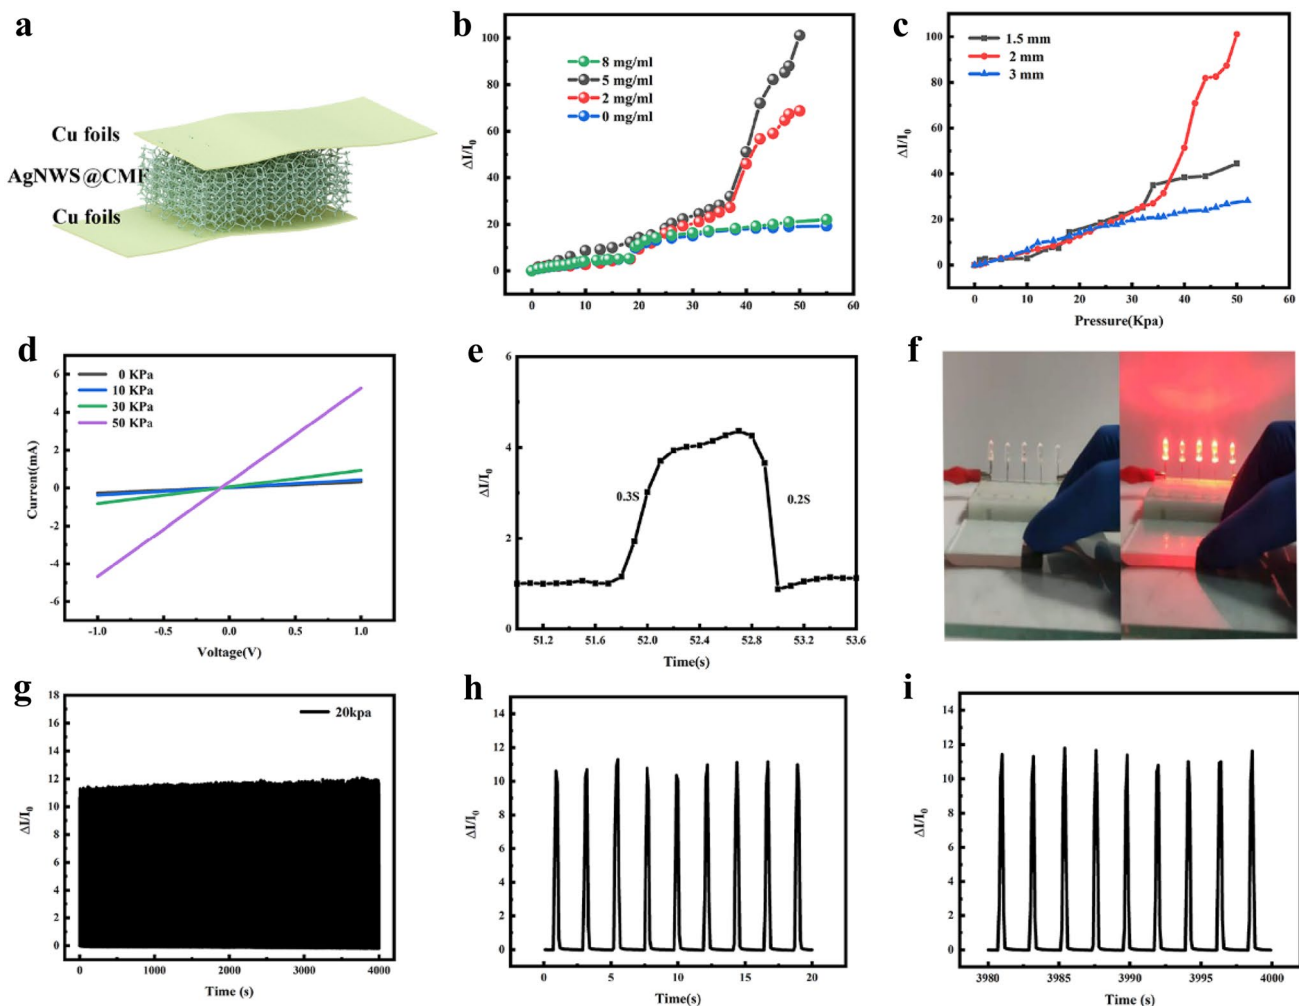 a
Cu foils
AgNWS@CMF
Cu foils
b
ΔI/I0
100
80
60
40
20
0
8 mg/ml
5 mg/ml
2 mg/ml
0 mg/ml
0 10 20 30 40 50 60
c
ΔI/I0
100
80
60
40
20
0
1.5 mm
2 mm
3 mm
0 10 20 30 40 50 60
Pressure(Kpa)
d
Current(mA)
6
4
2
0
-2
-4
-6
0 KPa
10 KPa
30 KPa
50 KPa
-1.0 -0.5 0.0 0.5 1.0
Voltage(V)
e
ΔI/I0
6
4
2
0
0.3S
0.2S
51.2 51.6 52.0 52.4 52.8 53.2 53.6
Time(s)
f
g
ΔI/I0
18
16
14
12
10
8
6
4
2
0
20kpa
0 1000 2000 3000 4000
Time (s)
h
ΔI/I0
14
12
10
8
6
4
2
0
0 5 10 15 20
Time(s)
i
ΔI/I0
14
12
10
8
6
4
2
0
3980 3985 3990 3995 4000
Time (s)